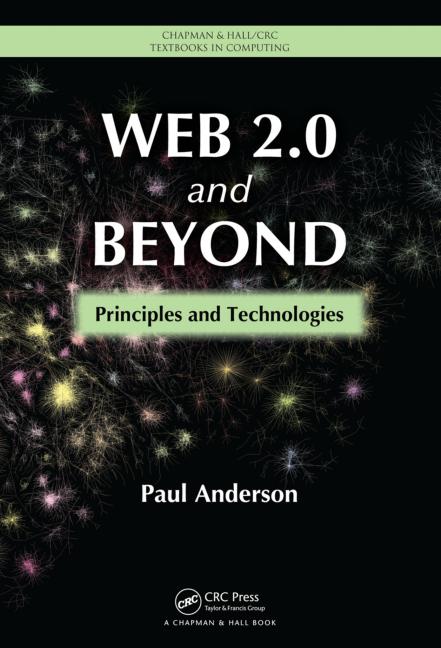 CHAPMAN & HALL/CRC
TEXTBOOKS IN COMPUTING
WEB 2.0
and
BEYOND
Principles and Technologies
Paul Anderson
CRC
CRC Press
Taylor & Francis Group
A CHAPMAN & HALL BOOK